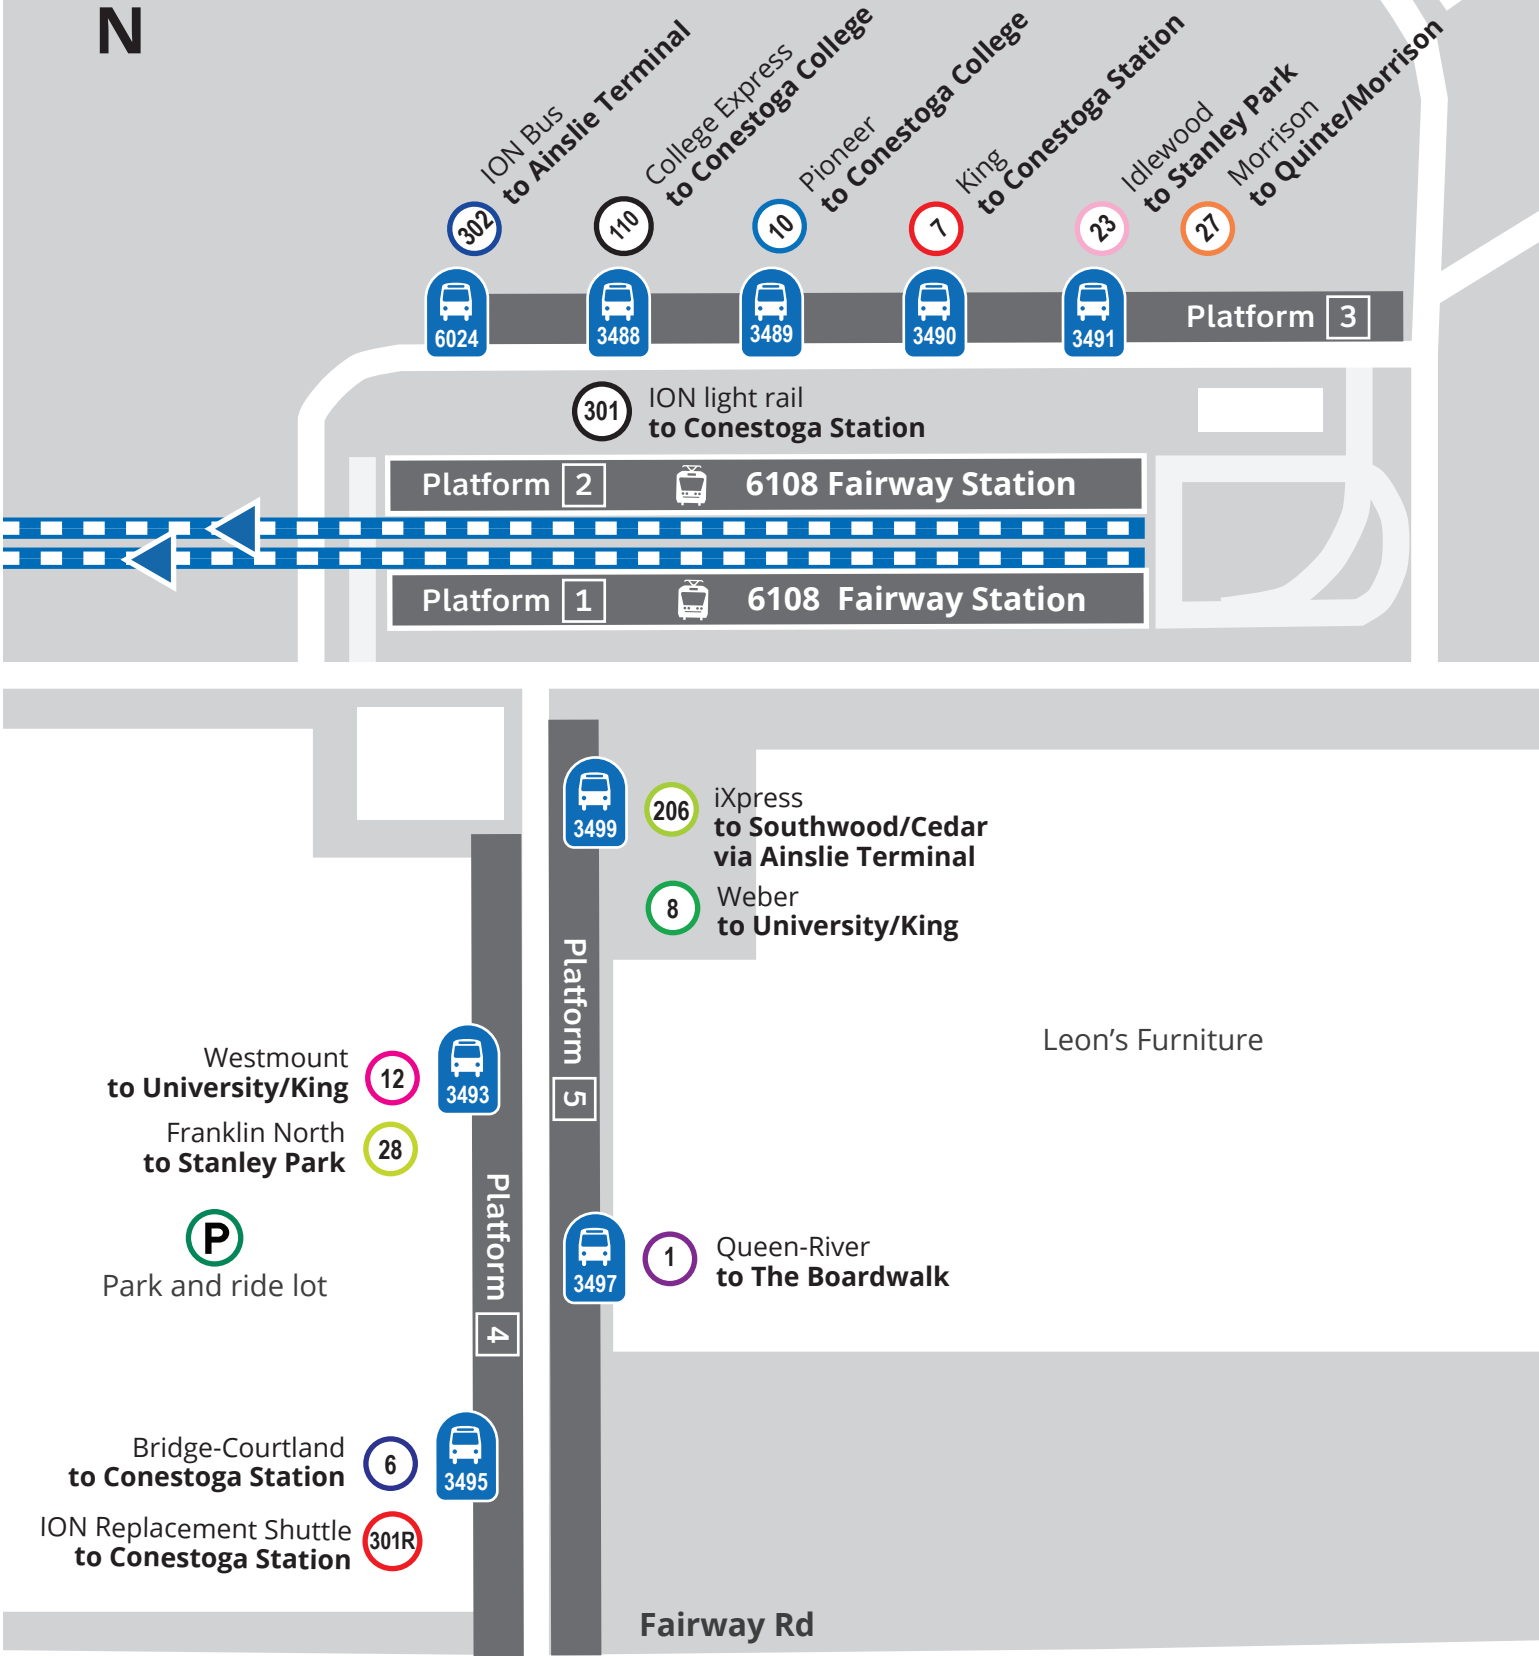 N
ION Bus
to Ainslie Terminal
302
College Express
to Conestoga College
110
Pioneer
to Conestoga College
10
King
to Conestoga Station
7
Idlewood
to Stanley Park
23
Morrison
to Quinte/Morrison
27
6024
3488
3489
3490
3491
Platform 3
301
ION light rail
to Conestoga Station
Platform 2 6108 Fairway Station
Platform 1 6108 Fairway Station
3499
206
iXpress
to Southwood/Cedar
via Ainslie Terminal
8
Weber
to University/King
Platform 5
Leon's Furniture
Westmount
to University/King
12
3493
Franklin North
to Stanley Park
28
Platform 4
P
Park and ride lot
3497
1
Queen-River
to The Boardwalk
Bridge-Courtland
to Conestoga Station
6
3495
ION Replacement Shuttle
to Conestoga Station
301R
Fairway Rd